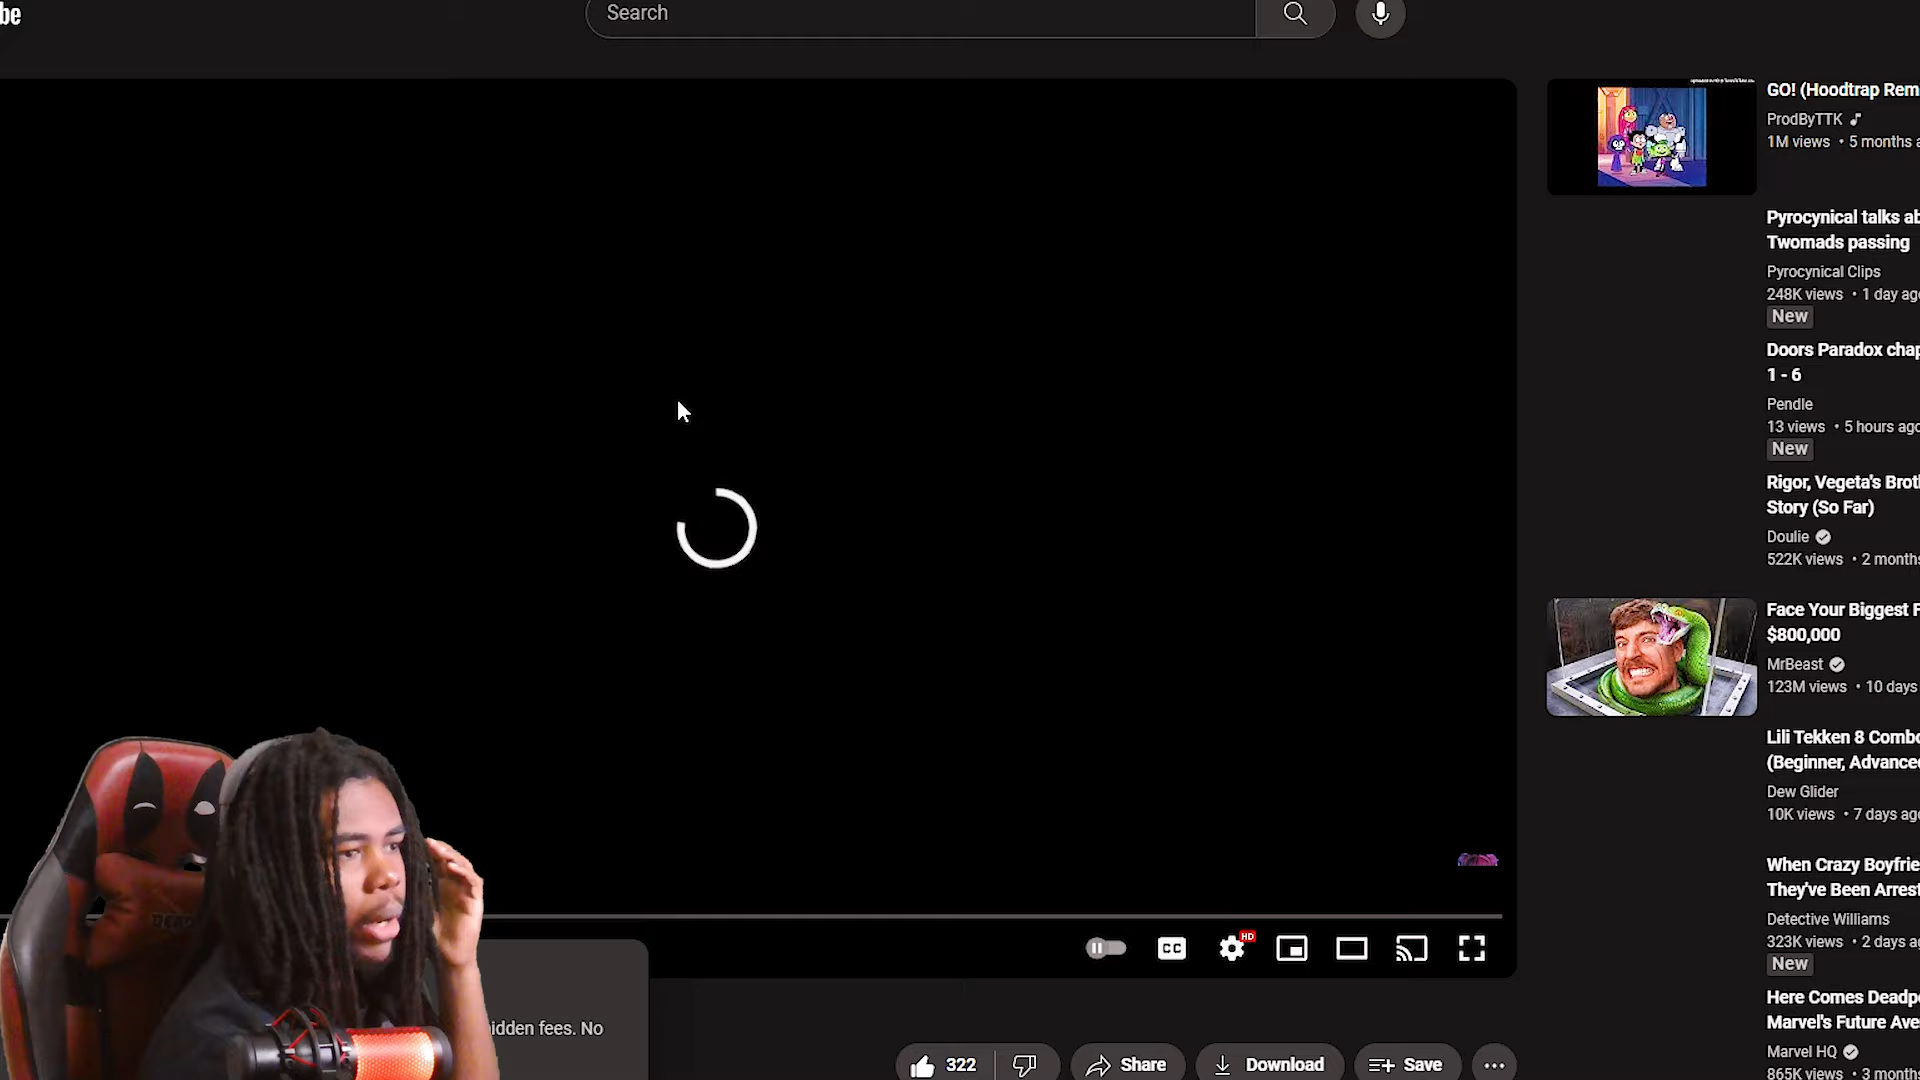 be
Search
GO! (Hoodtrap Rem
ProdByTTK
1M views • 5 months a
Pyrocynical talks ab
Twomads passing
Pyrocynical Clips
248K views • 1 day ago
New
Doors Paradox chap
1 - 6
Pendle
13 views • 5 hours ago
New
Rigor, Vegeta's Brot
Story (So Far)
Doulie
522K views • 2 months
Face Your Biggest F
$800,000
MrBeast
123M views • 10 days
Lili Tekken 8 Combo
(Beginner, Advanced
Dew Glider
10K views • 7 days ago
When Crazy Boyfrie
They've Been Arrest
Detective Williams
323K views • 2 days ag
New
Here Comes Deadpo
Marvel's Future Ave
Marvel HQ
865K views • 3 months
CC
HD
idden fees. No
322
Share
Download
Save